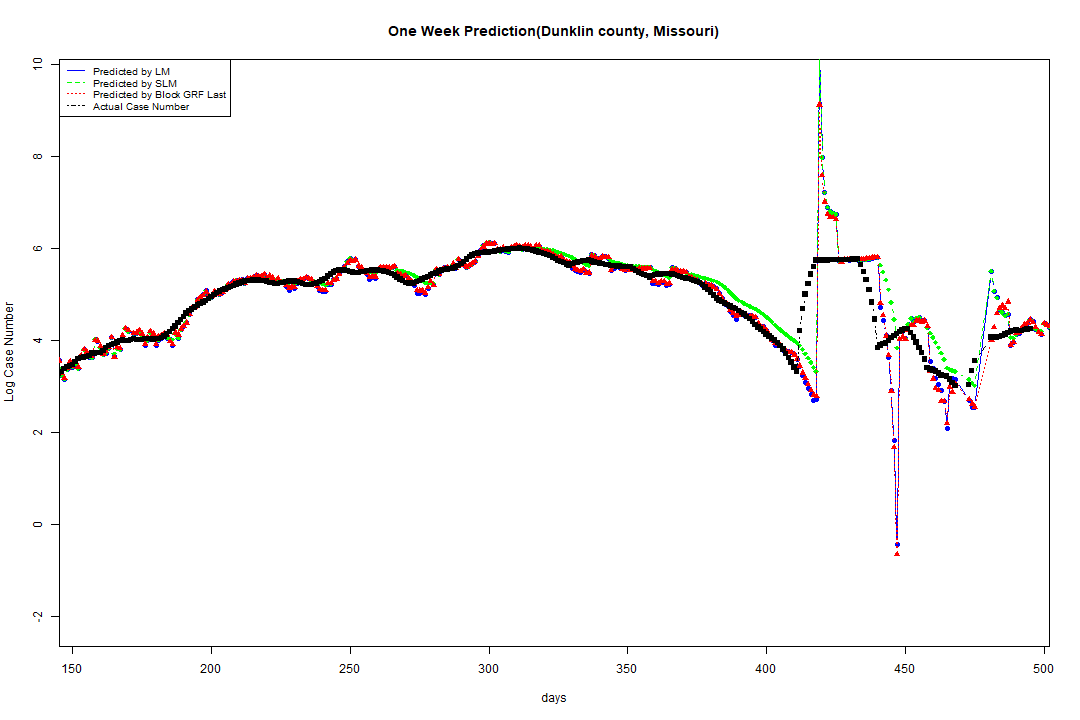 One Week Prediction(Dunklin county, Missouri)
Predicted by LM
Predicted by SLM
Predicted by Block GRF Last
Actual Case Number
Log Case Number
10
8
6
4
2
0
-2
150 200 250 300 350 400 450 500
days